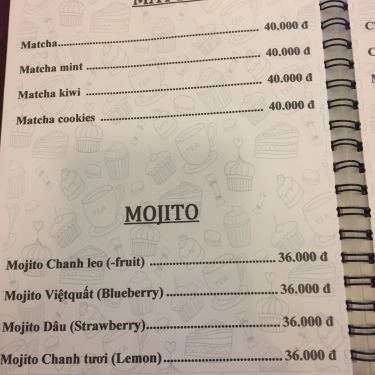 Matcha.......................................................... 40.000 đ
Matcha mint .................................................. 40.000 đ
Matcha kiwi .................................................. 40.000 đ
Matcha cookies ............................................. 40.000 đ
MOJITO
Mojito Chanh leo (-fruit) ................................ 36.000 đ
Mojito Việtquất (Blueberry)............................ 36.000 đ
Mojito Dâu (Strawberry)................................. 36.000 đ
Mojito Chanh tươi (Lemon).............................. 36.000 đ